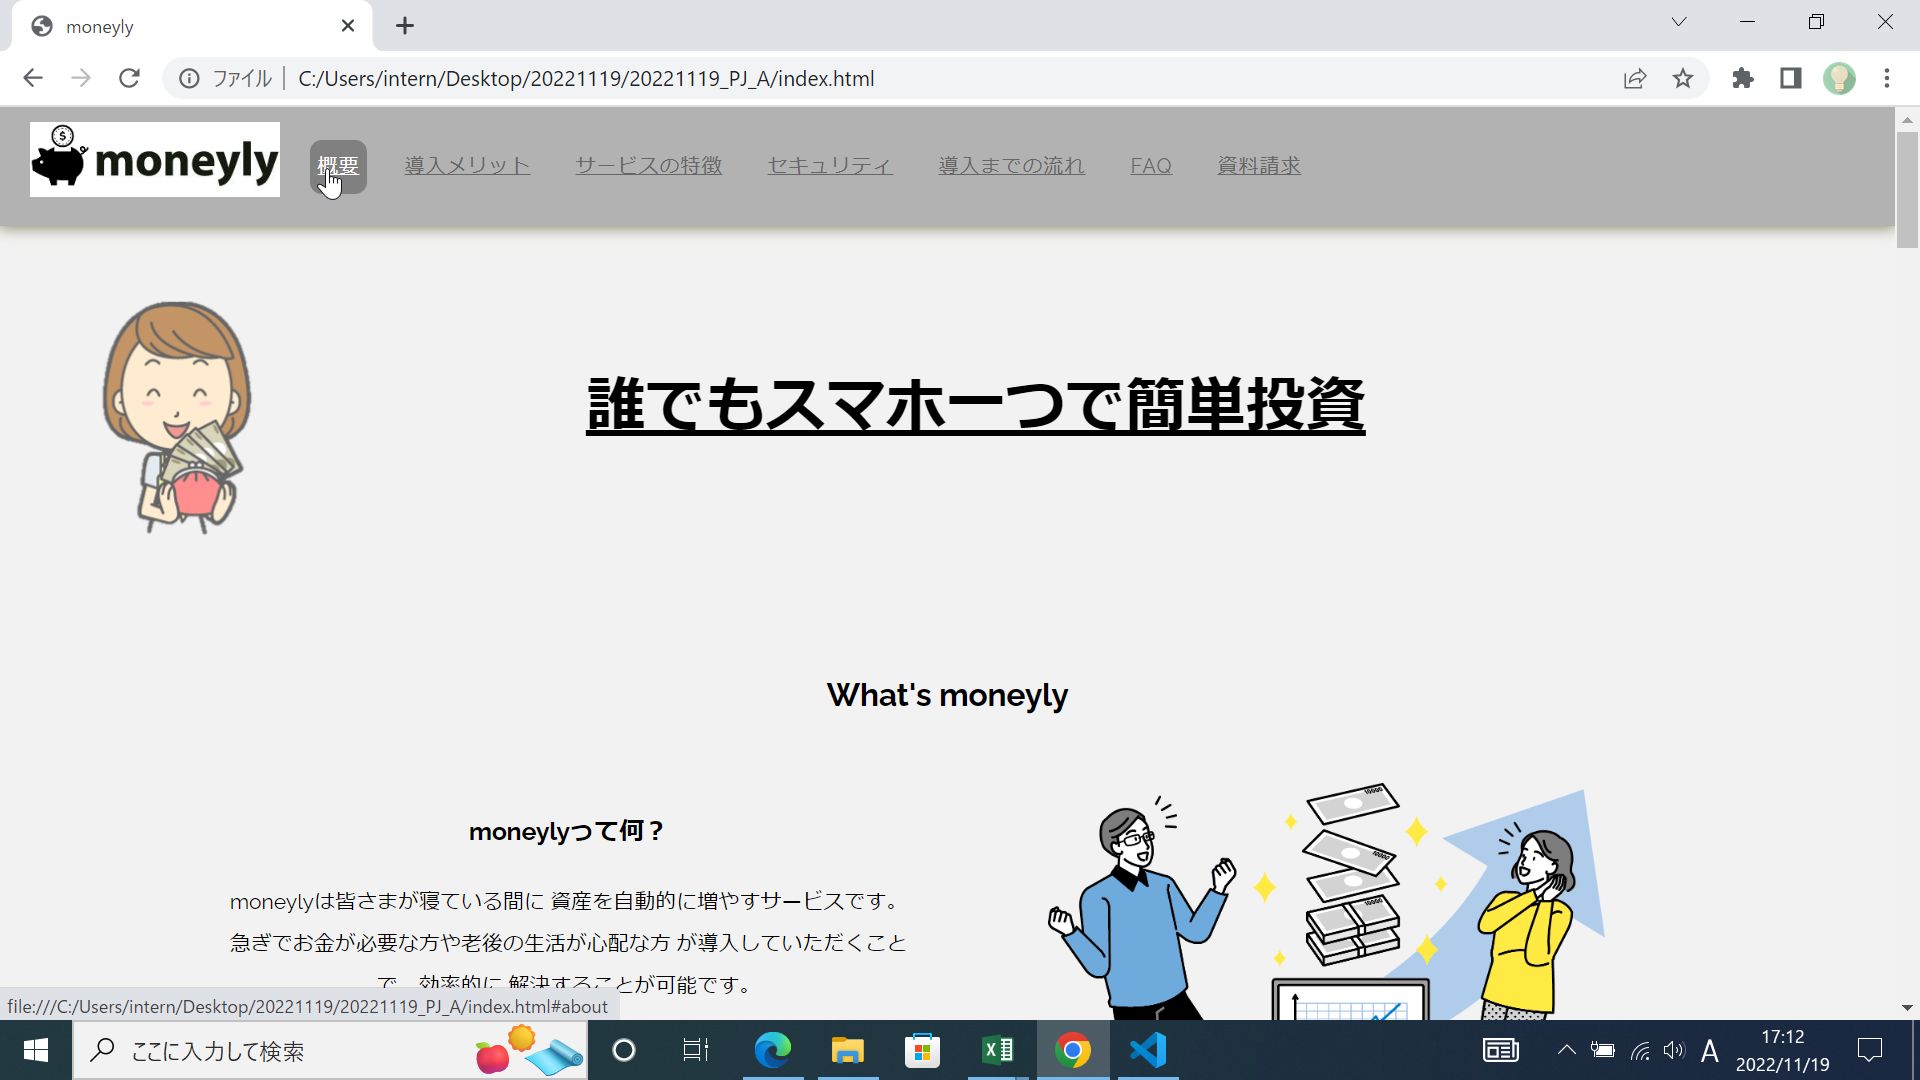 moneyly
ファイル C:/Users/intern/Desktop/20221119/20221119_PJ_A/index.html
moneyly
概要 導入メリット サービスの特徴 セキュリティ 導入までの流れ FAQ 資料請求
誰でもスマホ一つで簡単投資
What's moneyly
moneylyって何？
moneylyは皆さまが寝ている間に 資産を自動的に増やすサービスです。
急ぎでお金が必要な方や老後の生活が心配な方 が導入していただくこと
で、効率的に 解決することが可能です。
file:///C:/Users/intern/Desktop/20221119/20221119_PJ_A/index.html#about
ここに入力して検索
A
17:12
2022/11/19